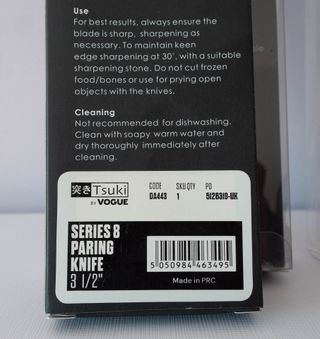 Use
For best results, always ensure the
blade is sharp, sharpening as
necessary. To maintain keen
edge sharpening at 30°, with a suitable
sharpening stone. Do not cut frozen
food/bones or use for prying open
objects with the knives.
Cleaning
Not recommended for dishwashing.
Clean with soapy warm water and
dry thoroughly immediately after
cleaning.
突き Tsuki
BY VOGUE
CODE SKU QTY PO
DA443 1 5126319-UK
SERIES 8
PARING
KNIFE
3 1/2"
5 050984 463495
Made in PRC